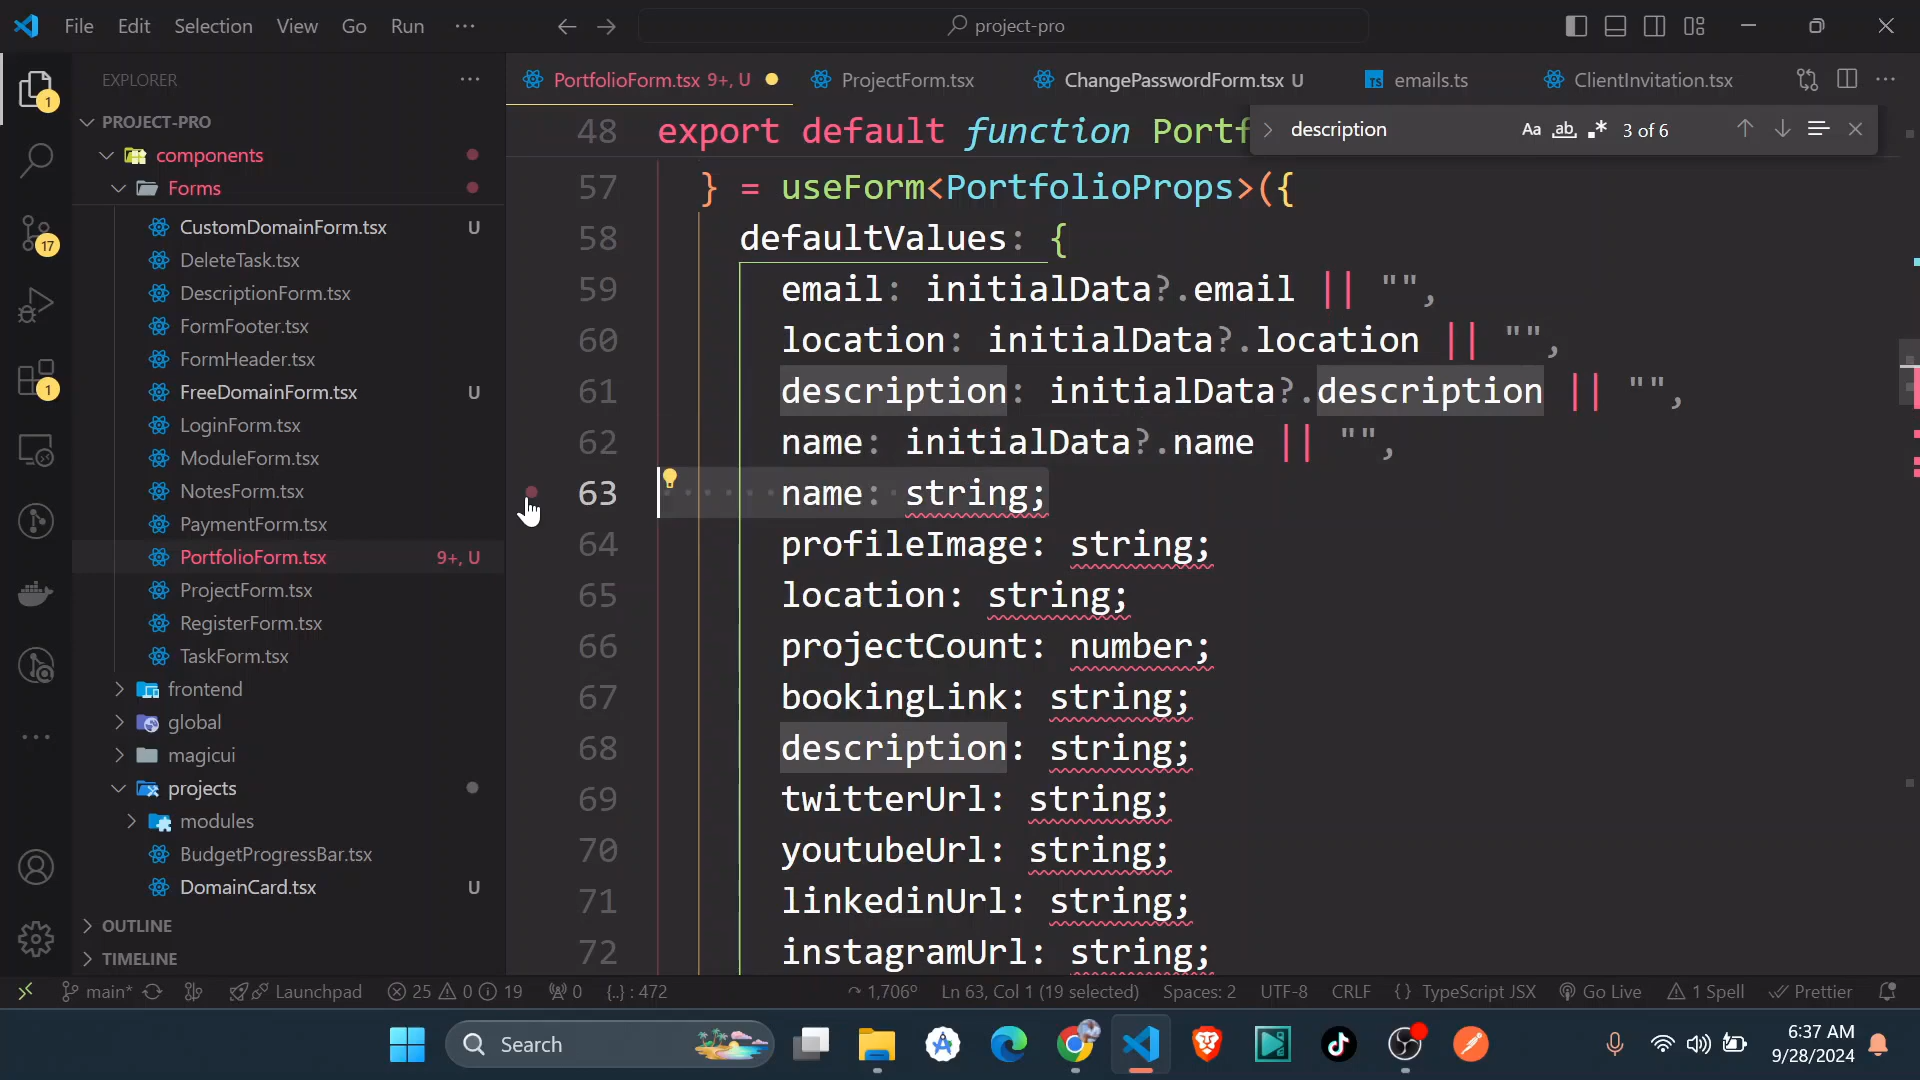 File Edit Selection View Go Run ···
project-pro
EXPLORER
PortfolioForm.tsx 9+, U
ProjectForm.tsx
ChangePasswordForm.tsx U
TS emails.ts
ClientInvitation.tsx
description Aa ab 3 of 6
PROJECT-PRO
components
Forms
CustomDomainForm.tsx U
DeleteTask.tsx
DescriptionForm.tsx
FormFooter.tsx
FormHeader.tsx
FreeDomainForm.tsx U
LoginForm.tsx
ModuleForm.tsx
NotesForm.tsx
PaymentForm.tsx
PortfolioForm.tsx 9+, U
ProjectForm.tsx
RegisterForm.tsx
TaskForm.tsx
frontend
global
magicui
projects
modules
BudgetProgressBar.tsx
DomainCard.tsx U
OUTLINE
TIMELINE
1
17
1
48 export default function Portf
57 } = useForm<PortfolioProps>({
58 defaultValues: {
59 email: initialData?.email || "",
60 location: initialData?.location || "",
61 description: initialData?.description || "",
62 name: initialData?.name || "",
63 name: string;
64 profileImage: string;
65 location: string;
66 projectCount: number;
67 bookingLink: string;
68 description: string;
69 twitterUrl: string;
70 youtubeUrl: string;
71 linkedinUrl: string;
72 instagramUrl: string;
main* Launchpad 25 0 19 0 {..} : 472 1,706° Ln 63, Col 1 (19 selected) Spaces: 2 UTF-8 CRLF {} TypeScript JSX Go Live 1 Spell Prettier
Search
6:37 AM
9/28/2024